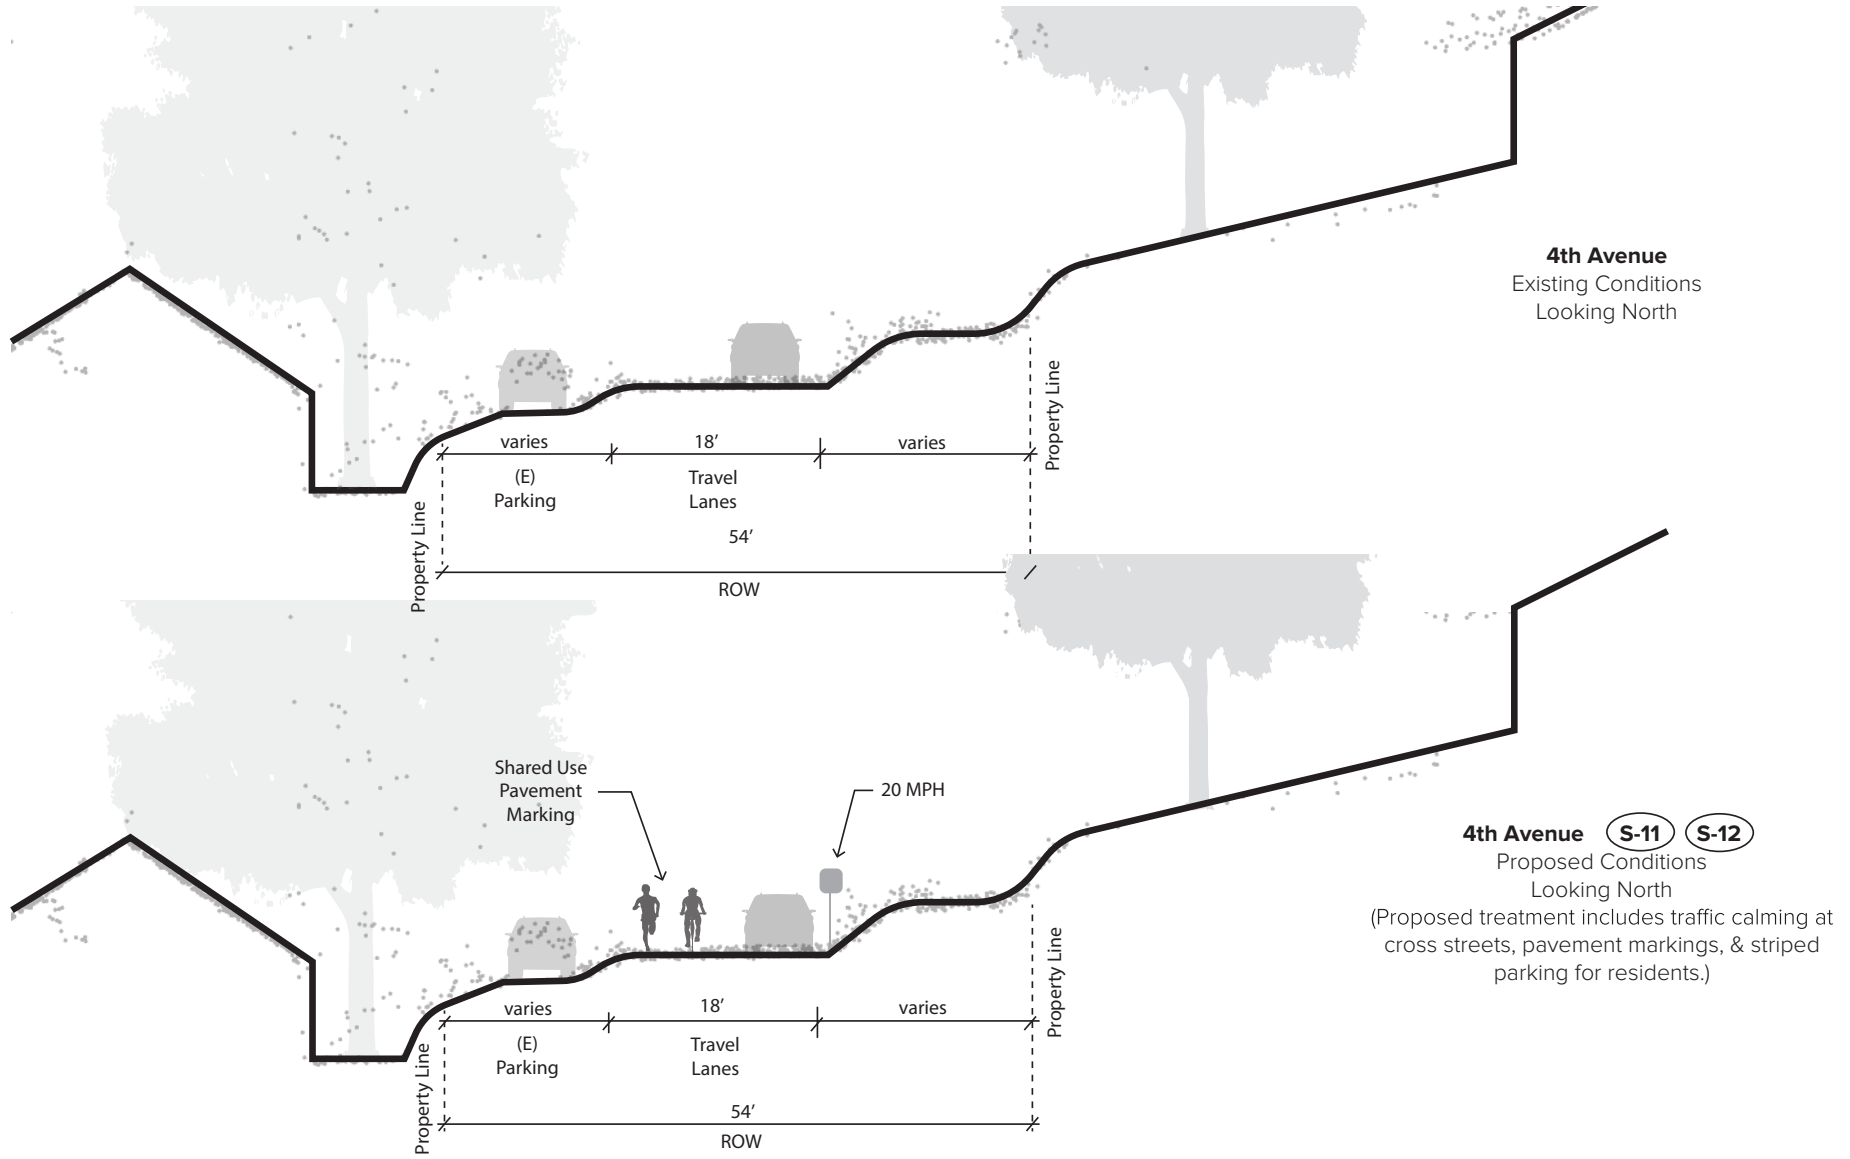 4th Avenue
Existing Conditions
Looking North
varies
18’
varies
(E)
Parking
Travel
Lanes
Property Line
Property Line
54’
ROW
Shared Use
Pavement
Marking
20 MPH
4th Avenue S-11 S-12
Proposed Conditions
Looking North
(Proposed treatment includes traffic calming at
cross streets, pavement markings, & striped
parking for residents.)
varies
18’
varies
(E)
Parking
Travel
Lanes
Property Line
Property Line
54’
ROW